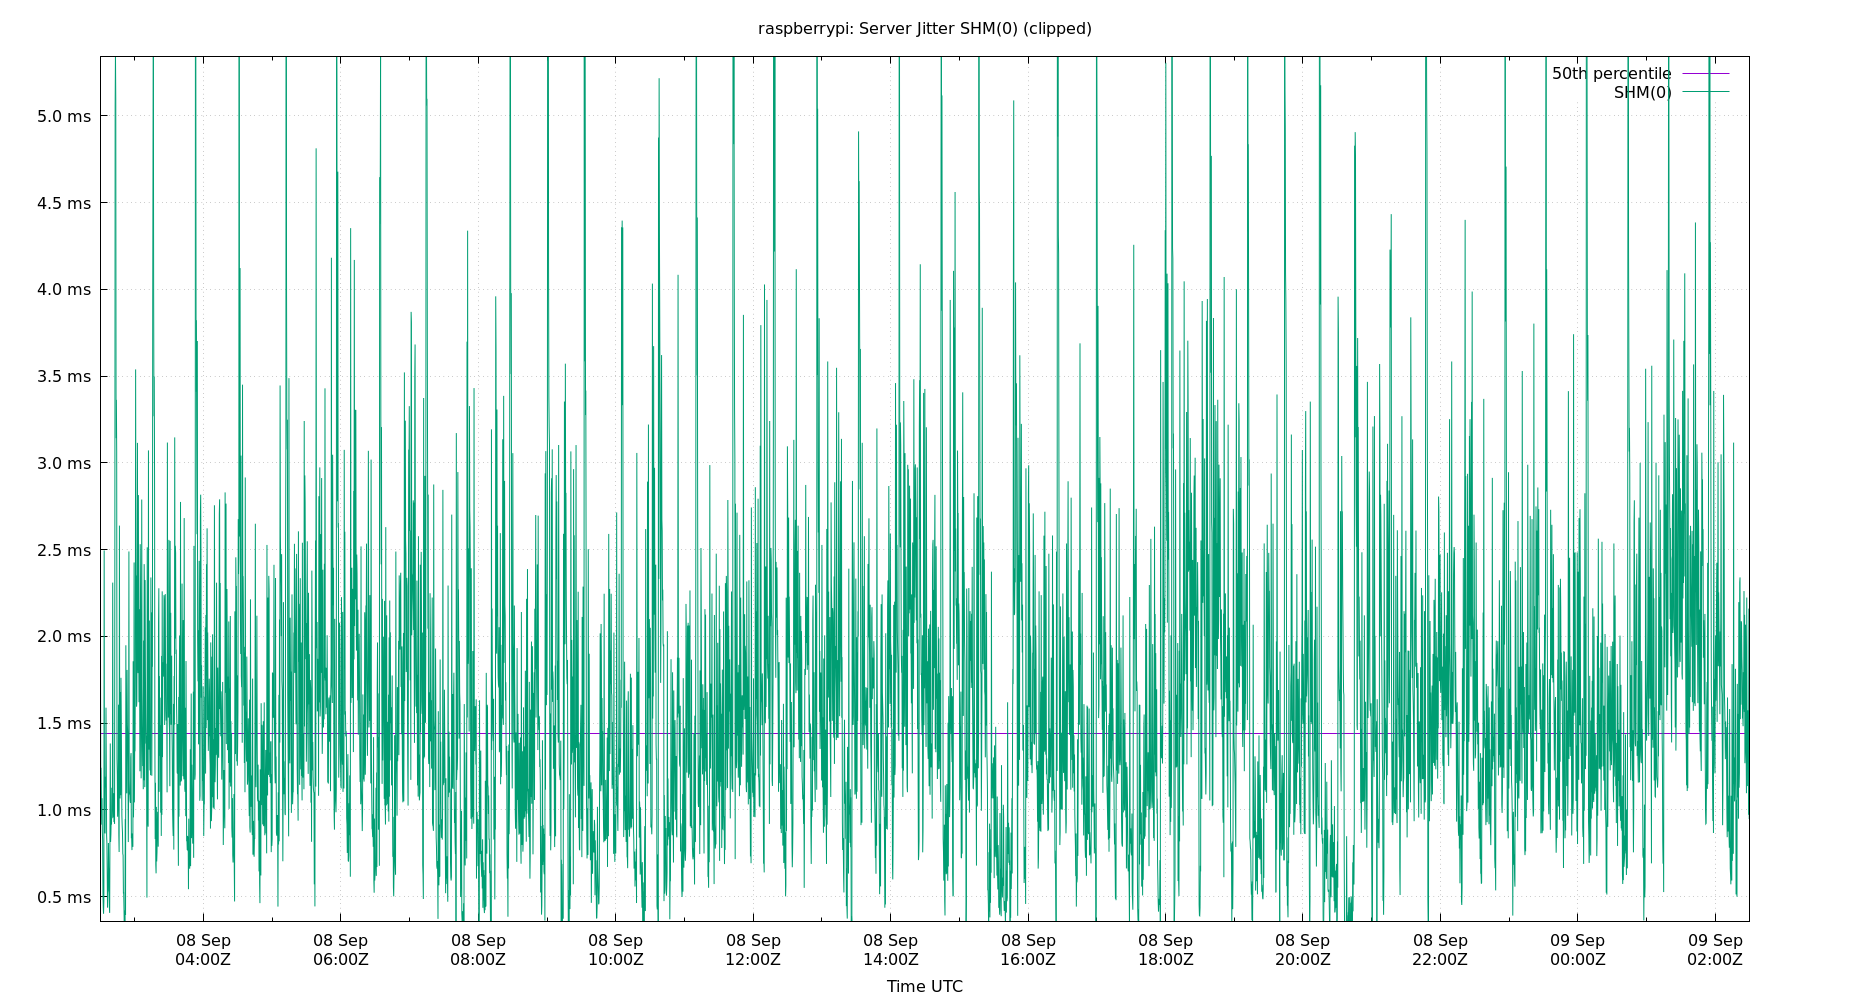 raspberrypi: Server Jitter SHM(0) (clipped)
50th percentile
SHM(0)
5.0 ms
4.5 ms
4.0 ms
3.5 ms
3.0 ms
2.5 ms
2.0 ms
1.5 ms
1.0 ms
0.5 ms
08 Sep 08 Sep 08 Sep 08 Sep 08 Sep 08 Sep 08 Sep 08 Sep 08 Sep 08 Sep 09 Sep 09 Sep
04:00Z 06:00Z 08:00Z 10:00Z 12:00Z 14:00Z 16:00Z 18:00Z 20:00Z 22:00Z 00:00Z 02:00Z
Time UTC